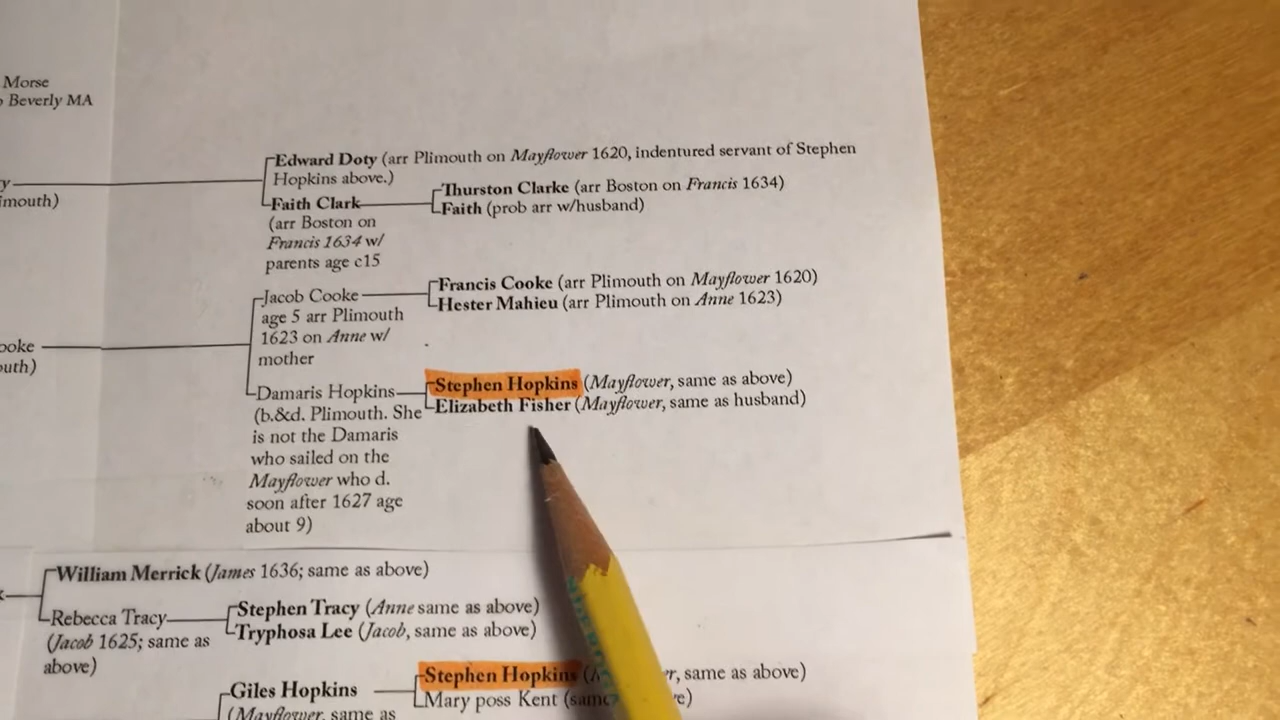 Morse
Beverly MA
Edward Doty (arr Plimouth on Mayflower 1620, indentured servant of Stephen
Hopkins above.)
Thurston Clarke (arr Boston on Francis 1634)
Faith Clark
Faith (prob arr w/husband)
(arr Boston on
Francis 1634 w/
parents age c15
Francis Cooke (arr Plimouth on Mayflower 1620)
Jacob Cooke
Hester Mahieu (arr Plimouth on Anne 1623)
age 5 arr Plimouth
1623 on Anne w/
mother
Stephen Hopkins (Mayflower, same as above)
Damaris Hopkins
Elizabeth Fisher (Mayflower, same as husband)
(b.&d. Plimouth. She
is not the Damaris
who sailed on the
Mayflower who d.
soon after 1627 age
about 9)
William Merrick (James 1636; same as above)
Stephen Tracy (Anne same as above)
Rebecca Tracy
Tryphosa Lee (Jacob, same as above)
(Jacob 1625; same as
above)
Stephen Hopkins same as above)
Giles Hopkins
Mary poss Kent
(Mayflower, same as